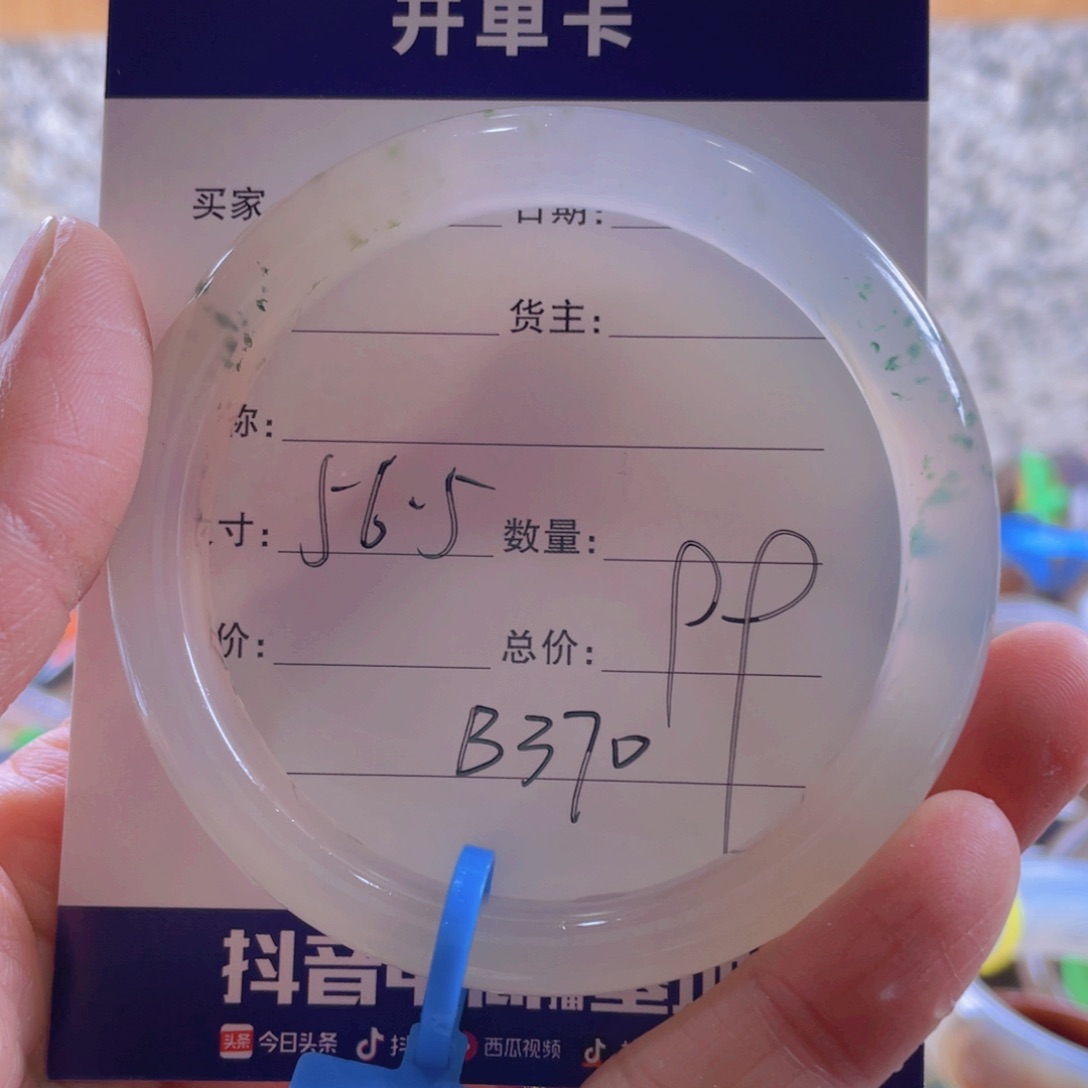 开单卡
买家 日期:
货主:
称:
寸: 56.5 数量:
pp
价: 总价:
B370
抖音
今日头条 抖 西瓜视频